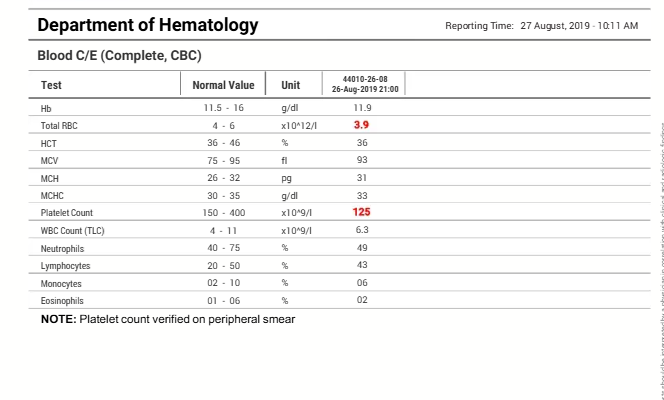 Department of Hematology
Reporting Time: 27 August, 2019 - 10:11 AM
Blood C/E (Complete, CBC)
Test Normal Value Unit 44010-26-08 26-Aug-2019 21:00
Hb 11.5 - 16 g/dl 11.9
Total RBC 4 - 6 x10^12/l 3.9
HCT 36 - 46 % 36
MCV 75 - 95 fl 93
MCH 26 - 32 pg 31
MCHC 30 - 35 g/dl 33
Platelet Count 150 - 400 x10^9/l 125
WBC Count (TLC) 4 - 11 x10^9/l 6.3
Neutrophils 40 - 75 % 49
Lymphocytes 20 - 50 % 43
Monocytes 02 - 10 % 06
Eosinophils 01 - 06 % 02
NOTE: Platelet count verified on peripheral smear